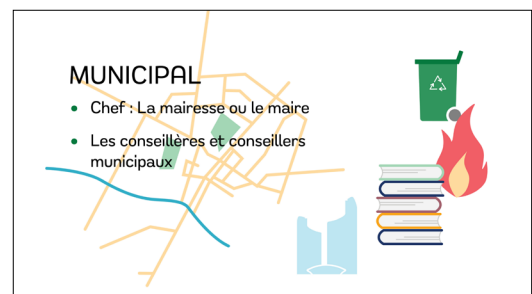 MUNICIPAL
• Chef : La mairesse ou le maire
• Les conseillères et conseillers
municipaux